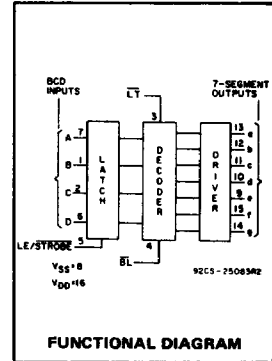 BCD
INPUTS
7-SEGMENT
OUTPUTS
LT
3
A 7
B 1
C 2
D 6
LATCH
DECODER
DRIVER
13 a
12 b
11 c
10 d
9 e
15 f
14 g
LE/STROBE 5
4
BL
VSS=8
VDD=16
92CS-25085R2
FUNCTIONAL DIAGRAM